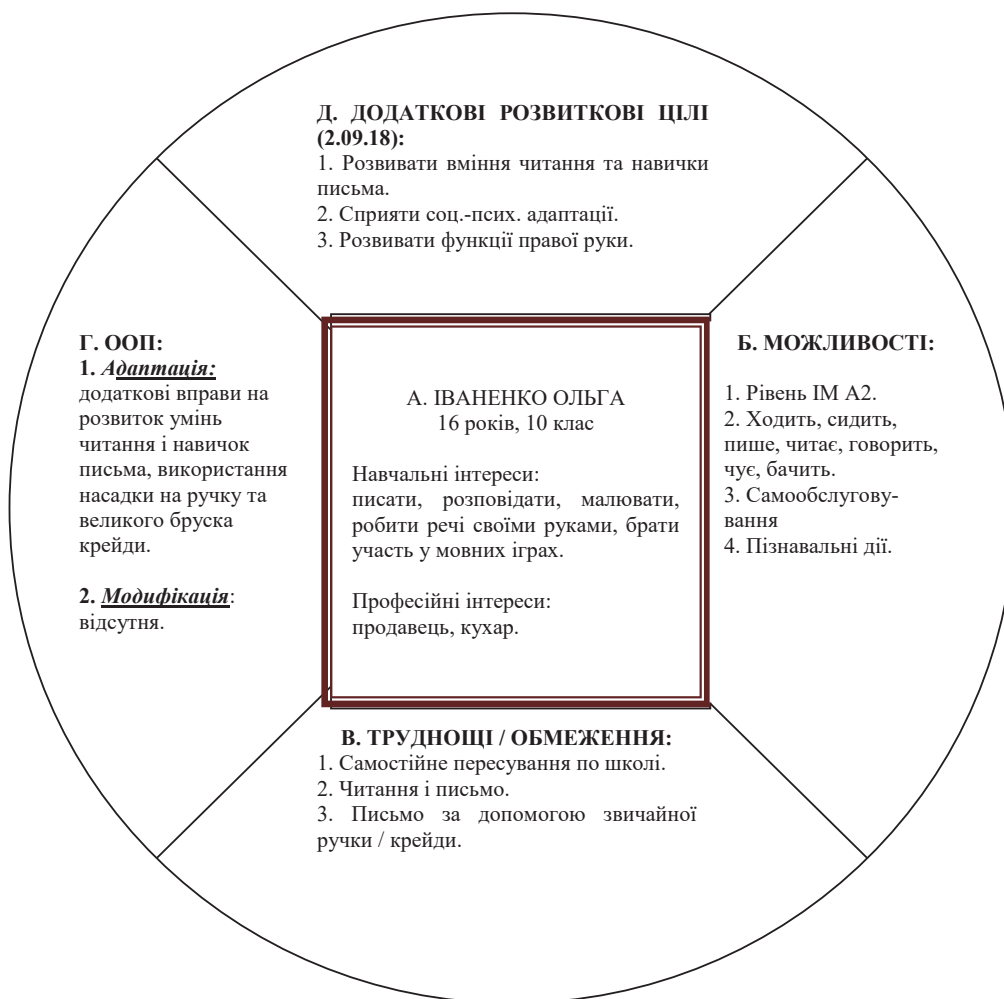 Д. ДОДАТКОВІ РОЗВИТКОВІ ЦІЛІ
(2.09.18):
1. Розвивати вміння читання та навички
письма.
2. Сприяти соц.-псих. адаптації.
3. Розвивати функції правої руки.
Г. ООП:
1. Адаптація:
додаткові вправи на
розвиток умінь
читання і навичок
письма, використання
насадки на ручку та
великого бруска
крейди.
2. Модифікація:
відсутня.
А. ІВАНЕНКО ОЛЬГА
16 років, 10 клас
Навчальні інтереси:
писати, розповідати, малювати,
робити речі своїми руками, брати
участь у мовних іграх.
Професійні інтереси:
продавець, кухар.
Б. МОЖЛИВОСТІ:
1. Рівень ІМ А2.
2. Ходить, сидить,
пише, читає, говорить,
чує, бачить.
3. Самообслугову-
вання
4. Пізнавальні дії.
В. ТРУДНОЩІ / ОБМЕЖЕННЯ:
1. Самостійне пересування по школі.
2. Читання і письмо.
3. Письмо за допомогою звичайної
ручки / крейди.